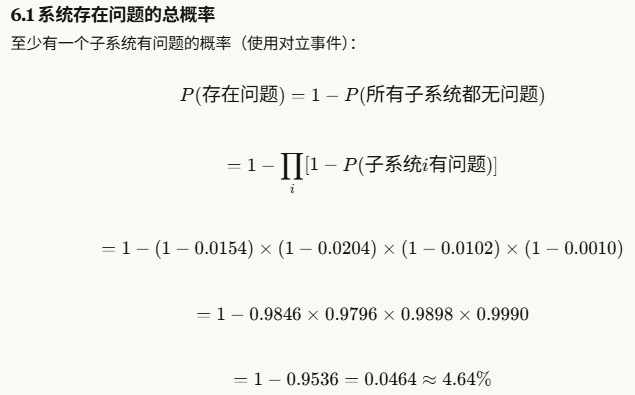 6.1 系统存在问题的总概率
至少有一个子系统有问题的概率（使用对立事件）：
P(存在问题) = 1 − P(所有子系统都无问题)
= 1 − ∏_i [1 − P(子系统i有问题)]
= 1 − (1 − 0.0154) × (1 − 0.0204) × (1 − 0.0102) × (1 − 0.0010)
= 1 − 0.9846 × 0.9796 × 0.9898 × 0.9990
= 1 − 0.9536 = 0.0464 ≈ 4.64%